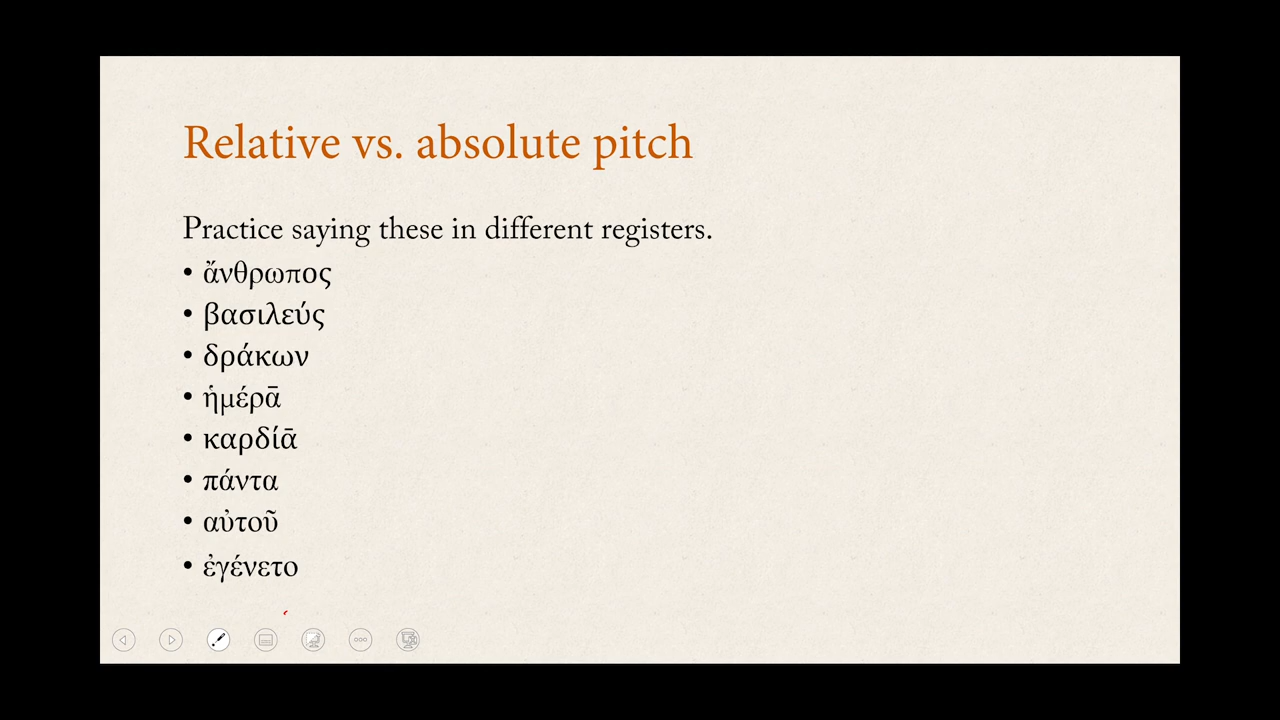 Relative vs. absolute pitch
Practice saying these in different registers.
• ἄνθρωπος
• βασιλεύς
• δράκων
• ἡμέρᾱ
• καρδίᾱ
• πάντα
• αὐτοῦ
• ἐγένετο